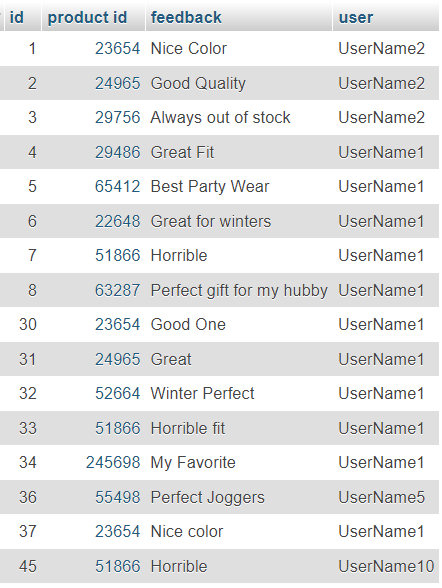 id product id feedback user
1 23654 Nice Color UserName2
2 24965 Good Quality UserName2
3 29756 Always out of stock UserName2
4 29486 Great Fit UserName1
5 65412 Best Party Wear UserName1
6 22648 Great for winters UserName1
7 51866 Horrible UserName1
8 63287 Perfect gift for my hubby UserName1
30 23654 Good One UserName1
31 24965 Great UserName1
32 52664 Winter Perfect UserName1
33 51866 Horrible fit UserName1
34 245698 My Favorite UserName1
36 55498 Perfect Joggers UserName5
37 23654 Nice color UserName1
45 51866 Horrible UserName10